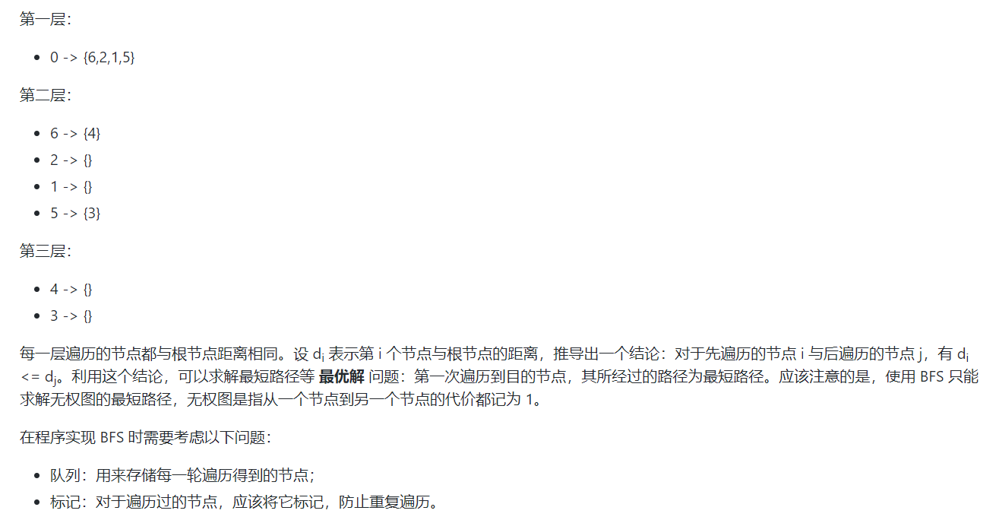 第一层：
• 0 -> {6,2,1,5}
第二层：
• 6 -> {4}
• 2 -> {}
• 1 -> {}
• 5 -> {3}
第三层：
• 4 -> {}
• 3 -> {}
每一层遍历的节点都与根节点距离相同。设 di 表示第 i 个节点与根节点的距离，推导出一个结论：对于先遍历的节点 i 与后遍历的节点 j，有 di
<= dj。利用这个结论，可以求解最短路径等 最优解 问题：第一次遍历到目的节点，其所经过的路径为最短路径。应该注意的是，使用 BFS 只能
求解无权图的最短路径，无权图是指从一个节点到另一个节点的代价都记为 1。
在程序实现 BFS 时需要考虑以下问题：
• 队列：用来存储每一轮遍历得到的节点；
• 标记：对于遍历过的节点，应该将它标记，防止重复遍历。